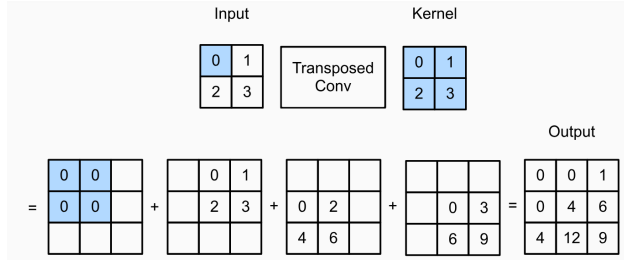 Input Kernel
0 1 Transposed 0 1
2 3 Conv 2 3
Output
0 0 0 1 0 0 1
= 0 0 + 2 3 + 0 2 + 0 3 = 0 4 6
4 6 6 9 4 12 9